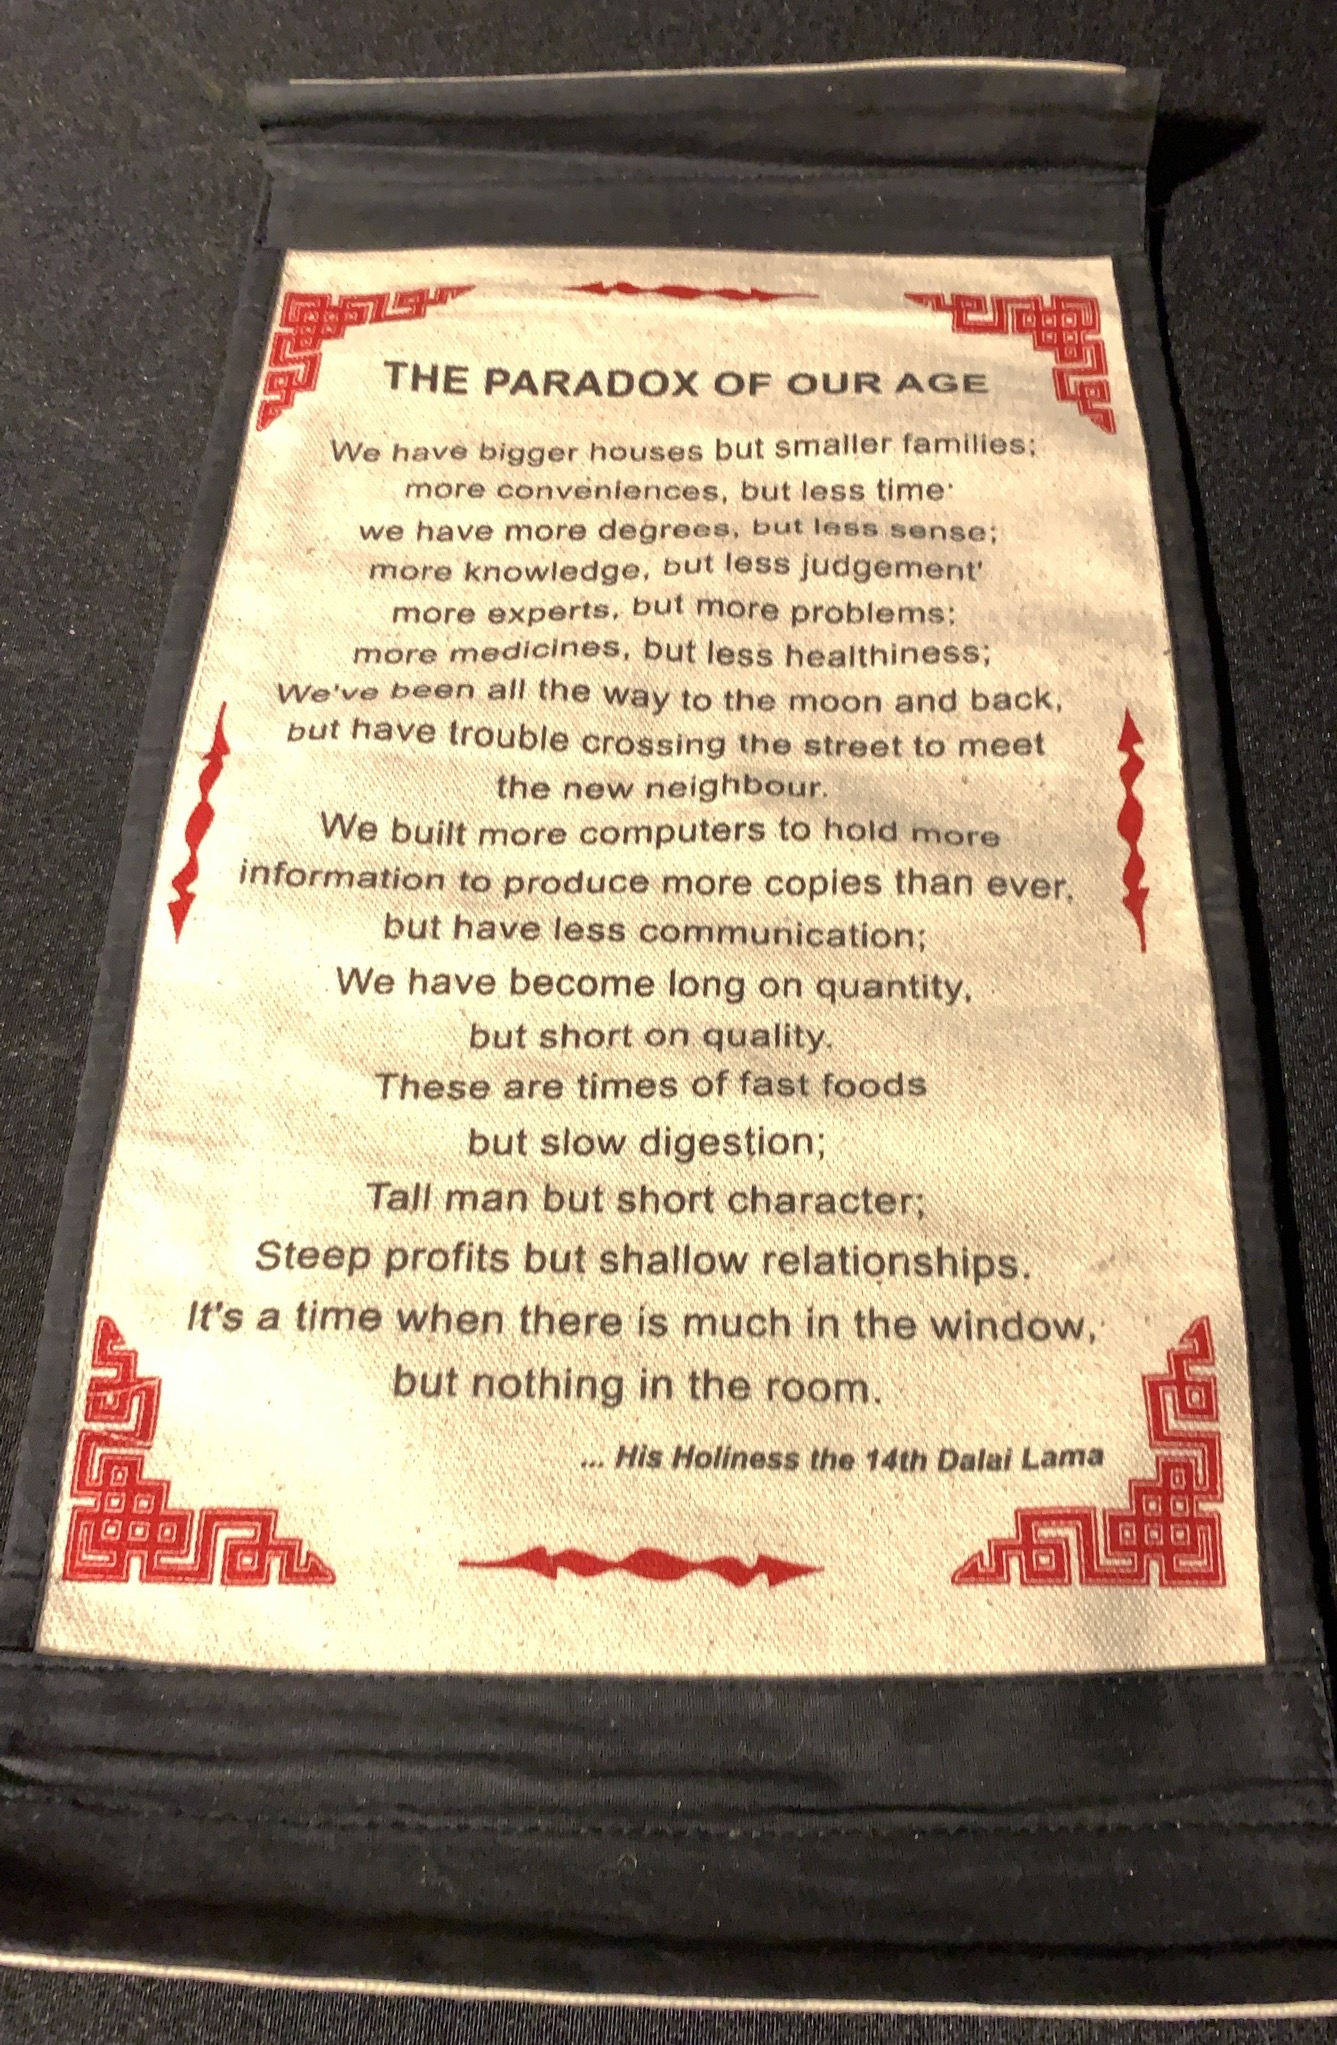 THE PARADOX OF OUR AGE
We have bigger houses but smaller families;
more conveniences, but less time·
we have more degrees, but less sense;
more knowledge, but less judgement'
more experts, but more problems;
more medicines, but less healthiness;
We've been all the way to the moon and back,
but have trouble crossing the street to meet
the new neighbour.
We built more computers to hold more
information to produce more copies than ever,
but have less communication;
We have become long on quantity,
but short on quality.
These are times of fast foods
but slow digestion;
Tall man but short character;
Steep profits but shallow relationships.
It's a time when there is much in the window,
but nothing in the room.
... His Holiness the 14th Dalai Lama